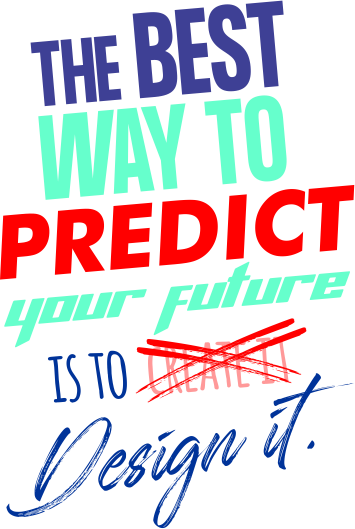 THE BEST
WAY TO
PREDICT
your future
IS TO CREATE IT
Design it.